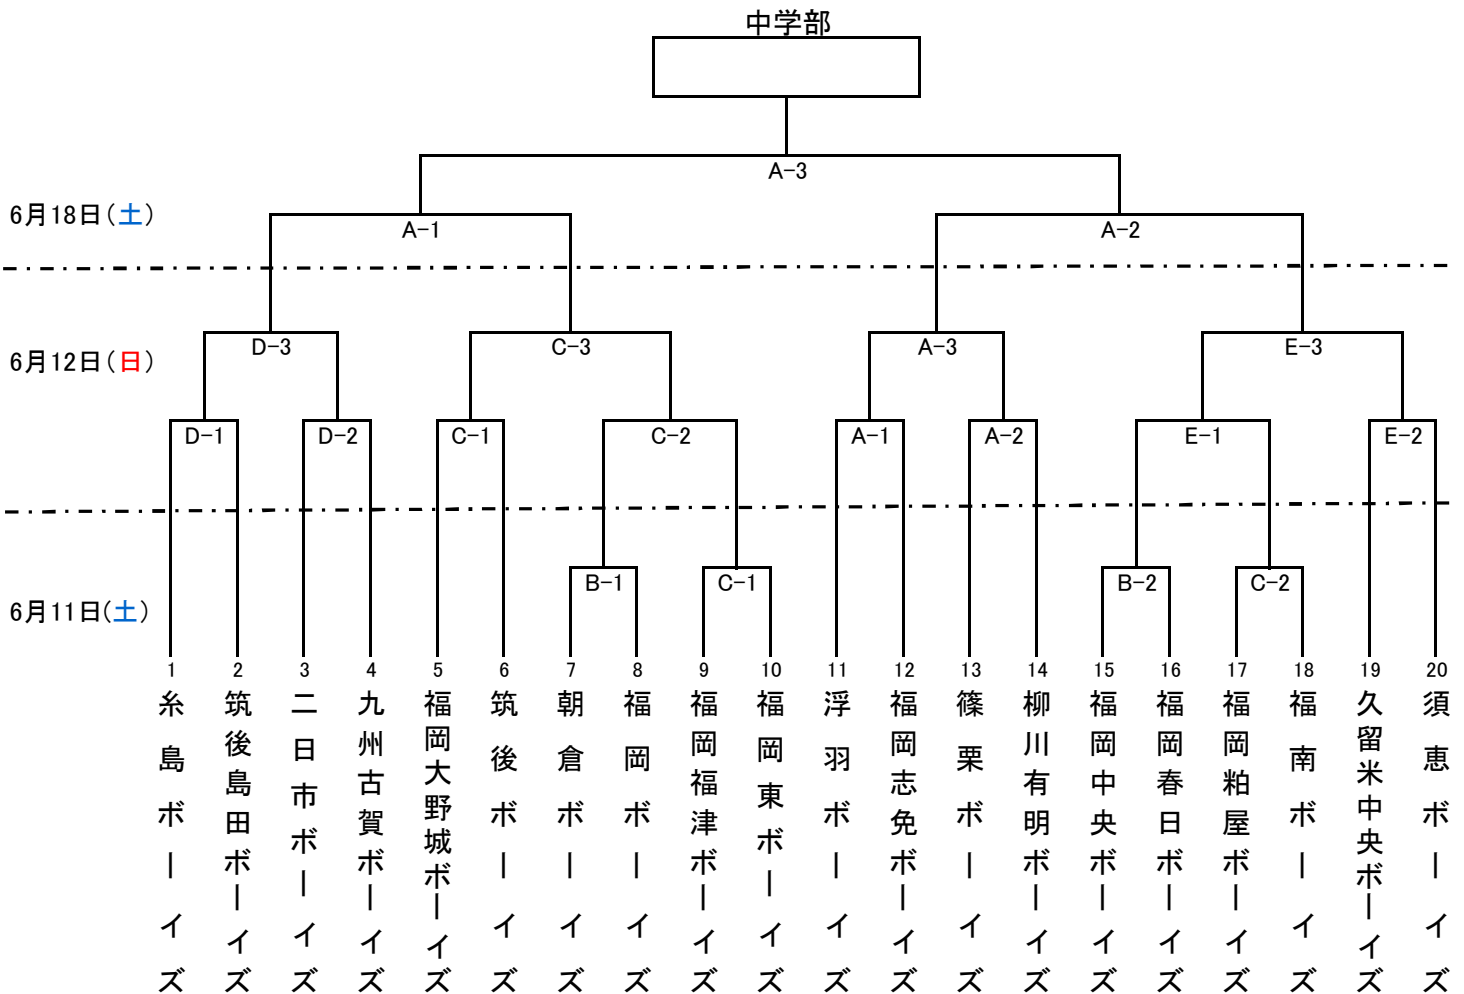 中学部
A-3
6月18日(土)
A-1
A-2
6月12日(日)
D-3
C-3
A-3
E-3
D-1
D-2
C-1
C-2
A-1
A-2
E-1
E-2
6月11日(土)
B-1
C-1
B-2
C-2
1
糸島ボーイズ
2
筑後島田ボーイズ
3
二日市ボーイズ
4
九州古賀ボーイズ
5
福岡大野城ボーイズ
6
筑後ボーイズ
7
朝倉ボーイズ
8
福岡ボーイズ
9
福岡福津ボーイズ
10
福岡東ボーイズ
11
浮羽ボーイズ
12
福岡志免ボーイズ
13
篠栗ボーイズ
14
柳川有明ボーイズ
15
福岡中央ボーイズ
16
福岡春日ボーイズ
17
福岡粕屋ボーイズ
18
福南ボーイズ
19
久留米中央ボーイズ
20
須恵ボーイズ